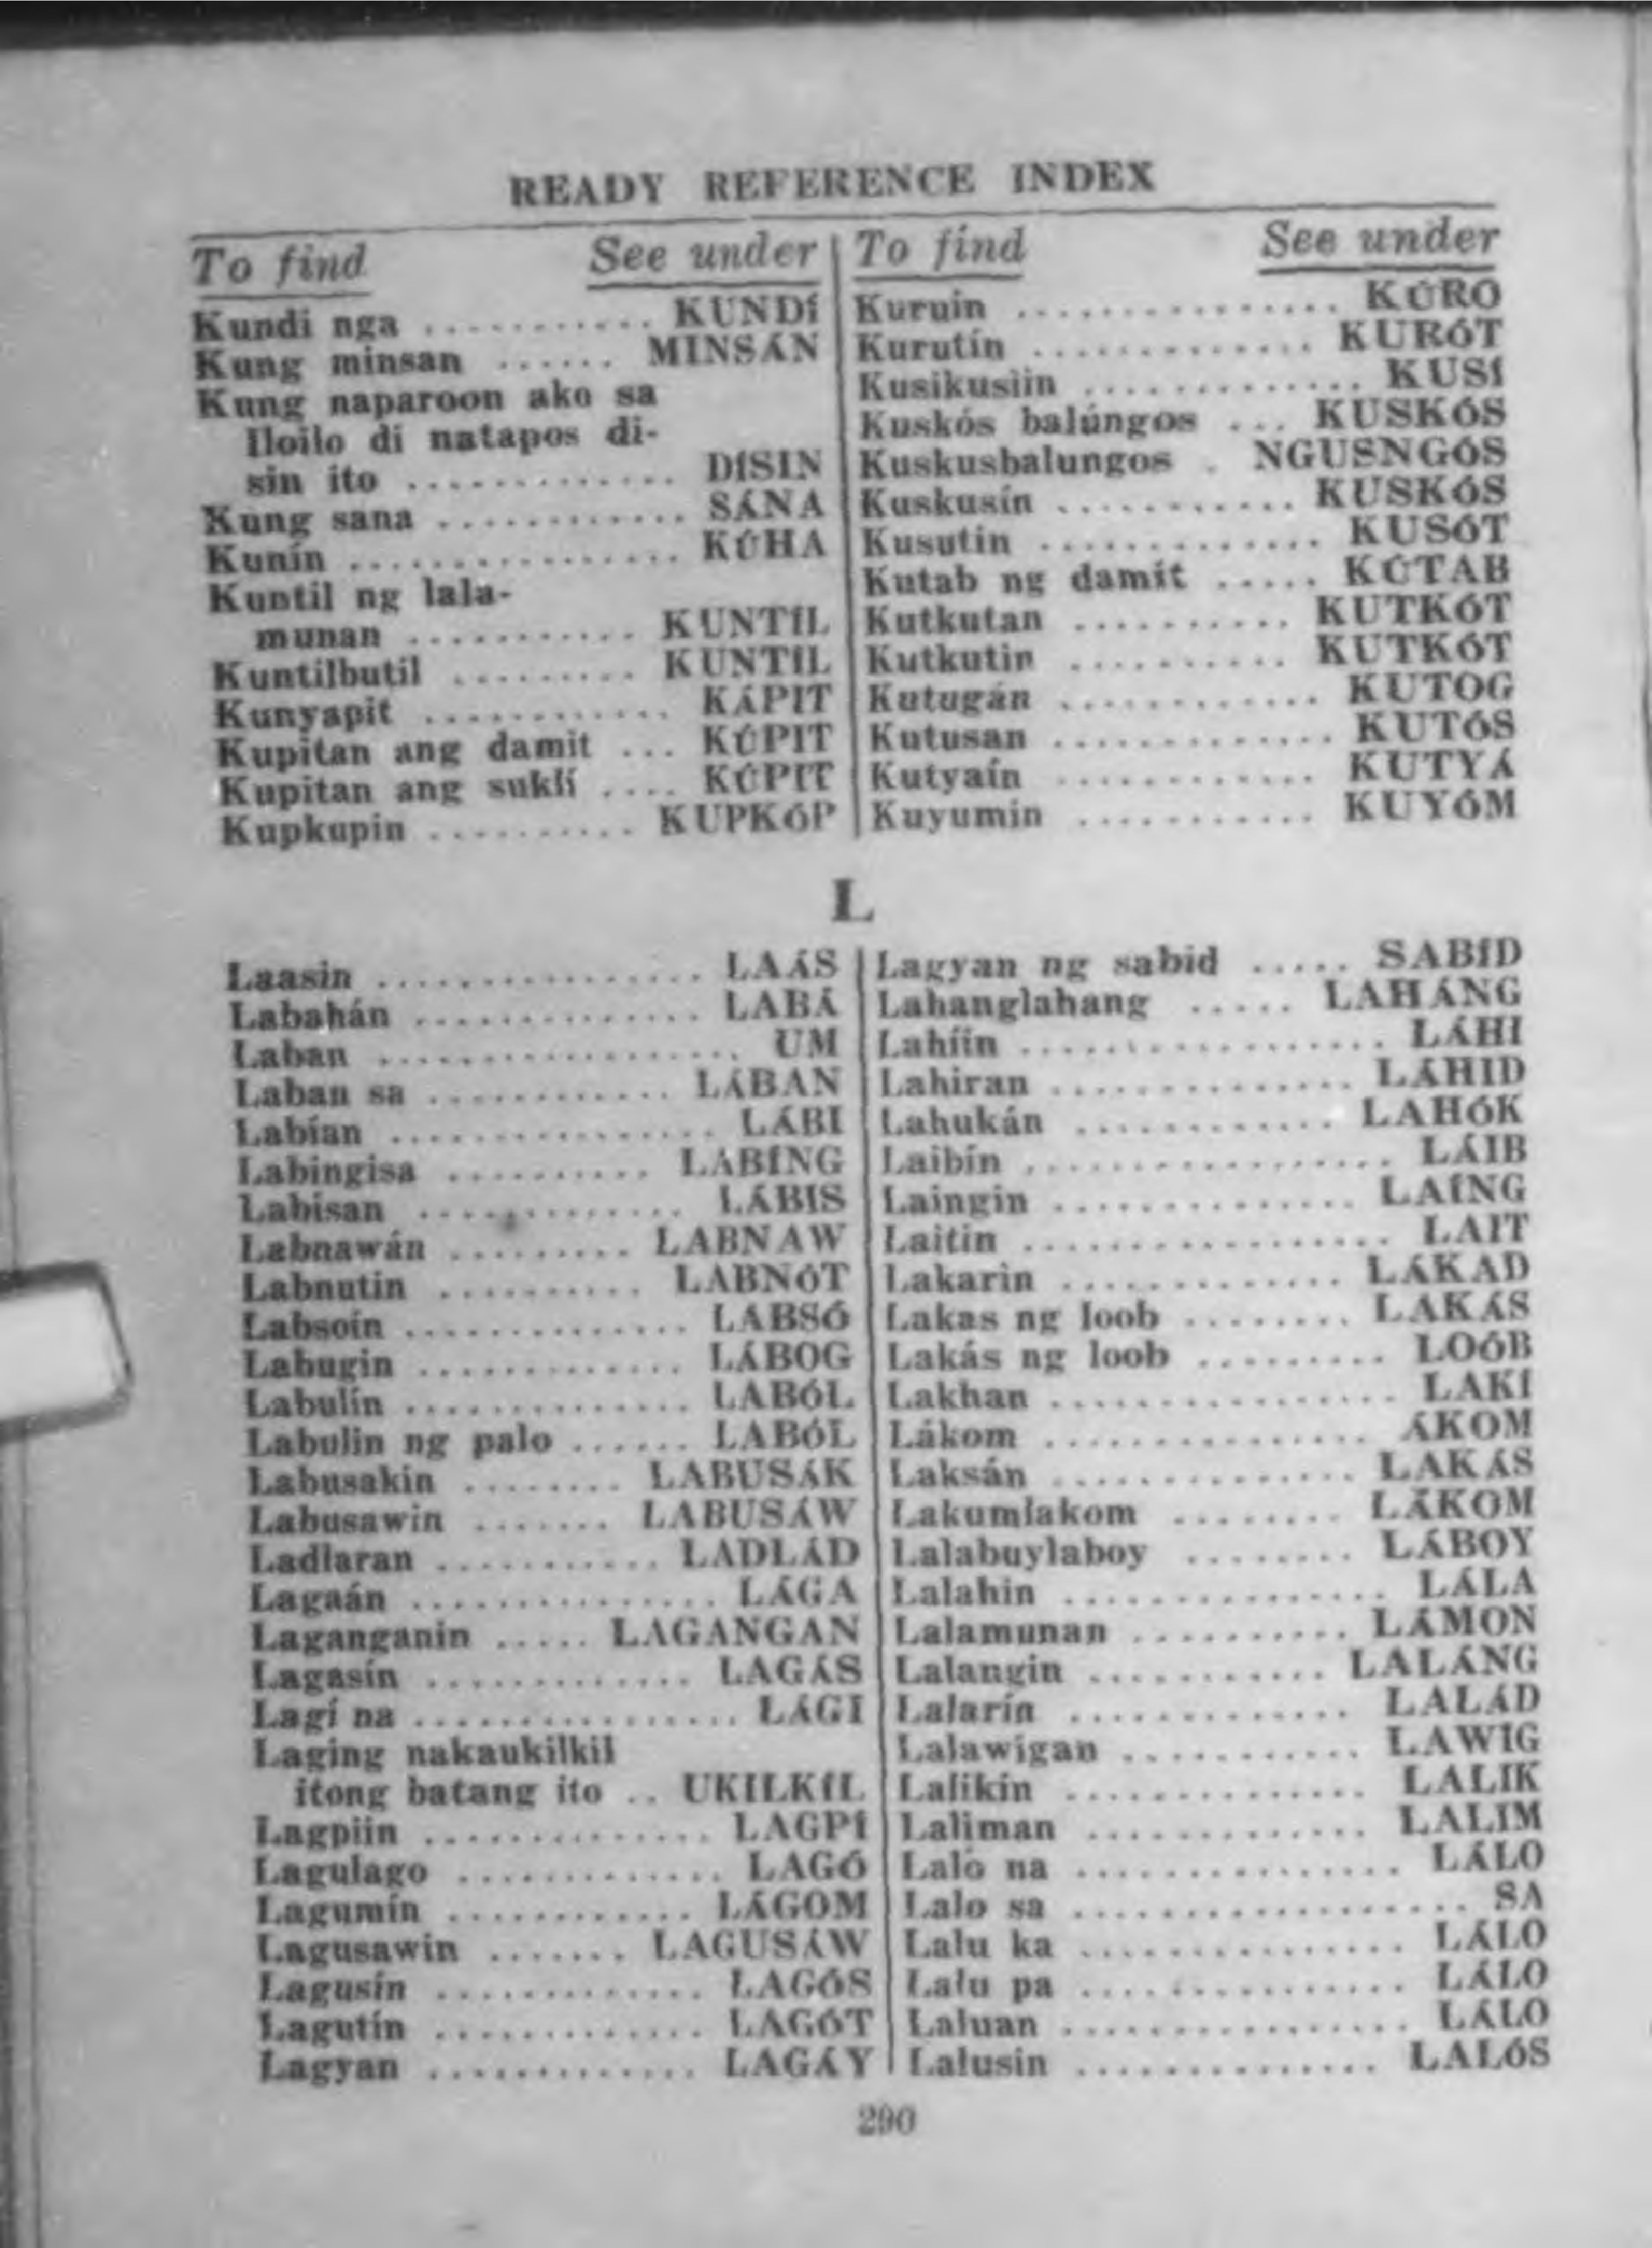 READY REFERENCE INDEX
To find See under
Kundi nga ........... KUNDÍ
Kung minsan ...... MINSÁN
Kung naparoon ako sa
Iloilo di natapos di-
sin ito ............. DÍSIN
Kung sana ............ SÁNA
Kunín ................ KÚHA
Kuntil ng lala-
munan ........... KUNTÍL
Kuntilbutil ......... KUNTÍL
Kunyapit ............ KÁPIT
Kupitan ang damit ... KÚPIT
Kupitan ang suklí .... KÚPIT
Kupkupin .......... KUPKÓP
To find See under
Kuruin ................ KÚRO
Kurutín ............. KURÓT
Kusikusiin ............. KUSÍ
Kuskós balúngos ... KUSKÓS
Kuskusbalungos . NGUSNGÓS
Kuskusín ........... KUSKÓS
Kusutin ............. KUSÓT
Kutab ng damit ..... KÚTAB
Kutkutan .......... KUTKÓT
Kutkutin .......... KUTKÓT
Kutugán ............ KUTOG
Kutusan ............. KUTÓS
Kutyaín ............ KUTYÁ
Kuyumin ........... KUYÓM
L
Laasin ................ LAÁS
Labahán .............. LABÁ
Laban ................. UM
Laban sa ............ LÁBAN
Labían ................ LÁBI
Labingisa .......... LABÍNG
Labisan ............. LÁBIS
Labnawán ......... LABNAW
Labnutin .......... LABNÓT
Labsoin .............. LABSÓ
Labugin ............. LÁBOG
Labulín .............. LABÓL
Labulin ng palo ...... LABÓL
Labusakin ........ LABUSÁK
Labusawin ....... LABUSÁW
Ladlaran ........... LADLÁD
Lagaán ............... LÁGA
Laganganin ..... LAGANGAN
Lagasín ............. LAGÁS
Lagí na ................ LÁGI
Laging nakaukilkil
itong batang ito .. UKILKÍL
Lagpiin .............. LAGPÍ
Lagulago ............. LAGÓ
Lagumín ............ LÁGOM
Lagusawin ....... LAGUSÁW
Lagusín ............. LAGÓS
Lagutín ............. LAGÓT
Lagyan ............. LAGÁY
Lagyan ng sabid ..... SABÍD
Lahanglahang ..... LAHÁNG
Lahíin ................. LÁHI
Lahiran .............. LÁHID
Lahukán ............ LAHÓK
Laibín ................. LÁIB
Laingin .............. LAÍNG
Laitin ................. LAIT
Lakarin ............. LÁKAD
Lakas ng loob ........ LAKÁS
Lakás ng loob ......... LOÓB
Lakhan ................ LAKÍ
Lákom ............... ÁKOM
Laksán .............. LAKÁS
Lakumlakom ........ LÁKOM
Lalabuylaboy ........ LÁBOY
Lalahin ............... LÁLA
Lalamunan .......... LÁMON
Lalangin ........... LALÁNG
Lalarín ............. LALÁD
Lalawigan ........... LAWIG
Lalikin .............. LALIK
Laliman ............. LALIM
Lalo na ............... LÁLO
Lalo sa .................. SA
Lalu ka ............... LÁLO
Lalu pa ............... LÁLO
Laluan ................ LÁLO
Lalusin .............. LALÓS
290